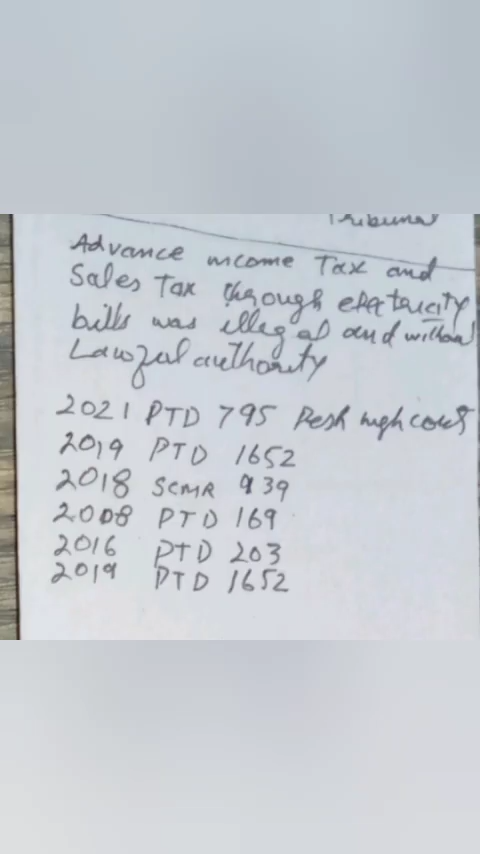 Tribunal
Advance income Tax and
Sales Tax through electricity
bills was illegal and without
Lawful authority
2021 PTD 795 Pesh high court
2019 PTD 1652
2018 SCMR 939
2008 PTD 169
2016 PTD 203
2019 PTD 1652